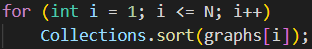 for (int i = 1; i <= N; i++)
    Collections.sort(graphs[i]);